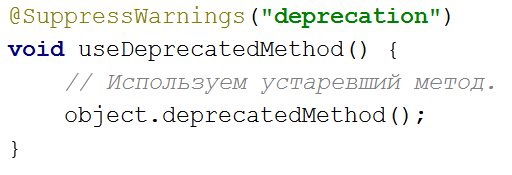 @SuppressWarnings("deprecation")
void useDeprecatedMethod() {
    // Используем устаревший метод.
    object.deprecatedMethod();
}